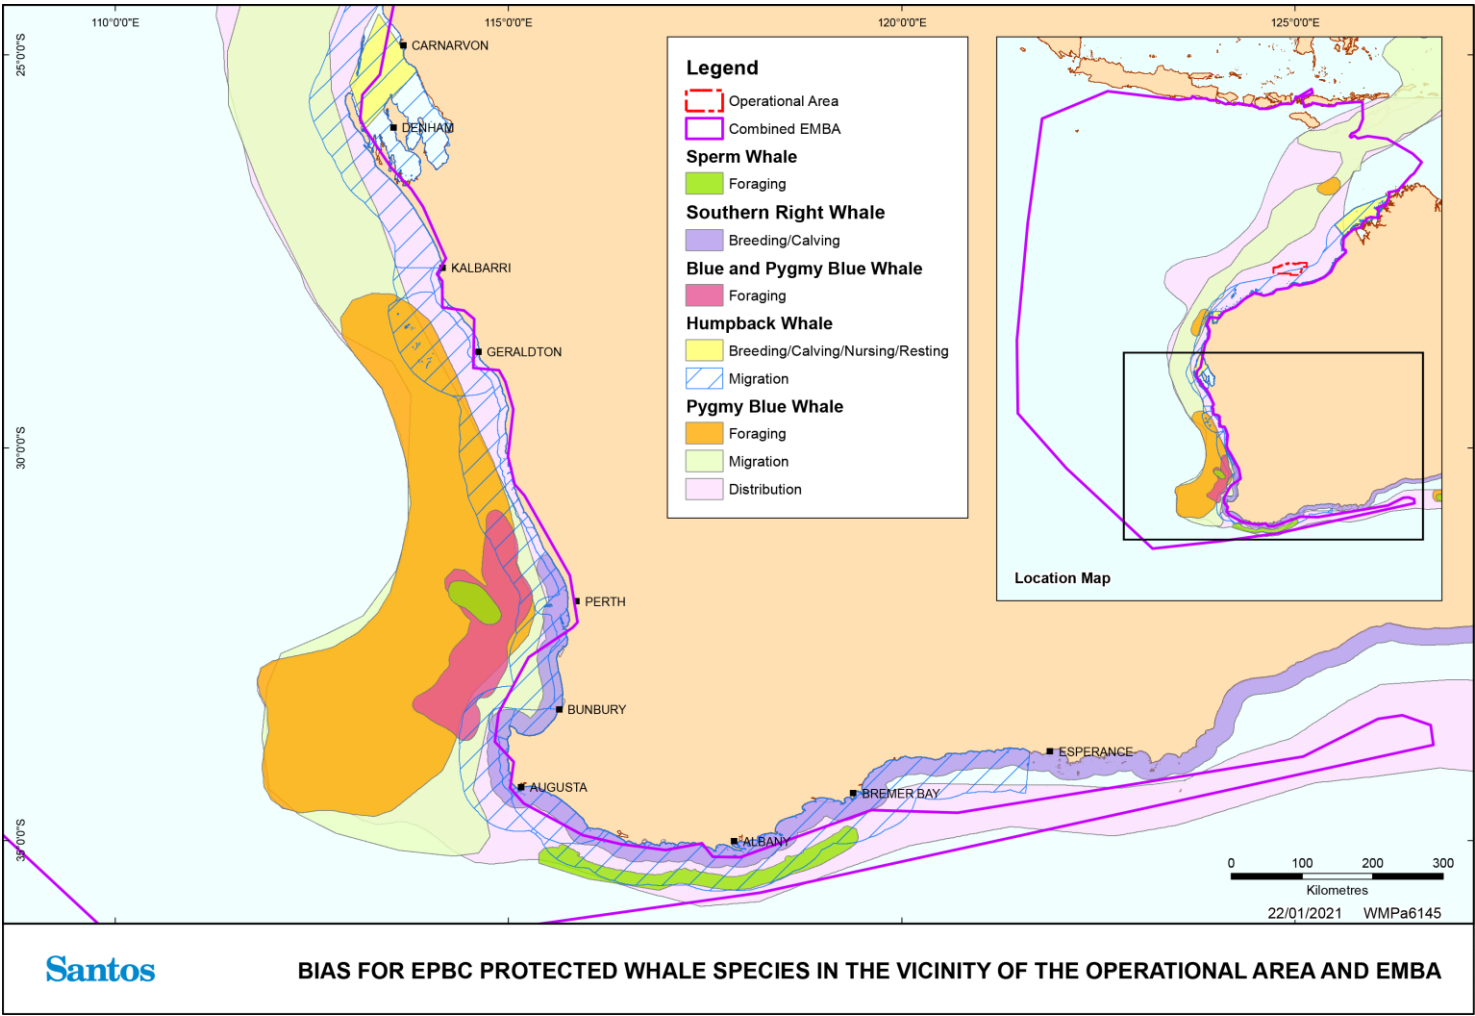 110°0'0"E
115°0'0"E
120°0'0"E
125°0'0"E
25°0'0"S
30°0'0"S
35°0'0"S
CARNARVON
DENHAM
KALBARRI
GERALDTON
PERTH
BUNBURY
AUGUSTA
ALBANY
BREMER BAY
ESPERANCE
Legend
Operational Area
Combined EMBA
Sperm Whale
Foraging
Southern Right Whale
Breeding/Calving
Blue and Pygmy Blue Whale
Foraging
Humpback Whale
Breeding/Calving/Nursing/Resting
Migration
Pygmy Blue Whale
Foraging
Migration
Distribution
Location Map
0 100 200 300
Kilometres
22/01/2021 WMPa6145
Santos
BIAS FOR EPBC PROTECTED WHALE SPECIES IN THE VICINITY OF THE OPERATIONAL AREA AND EMBA